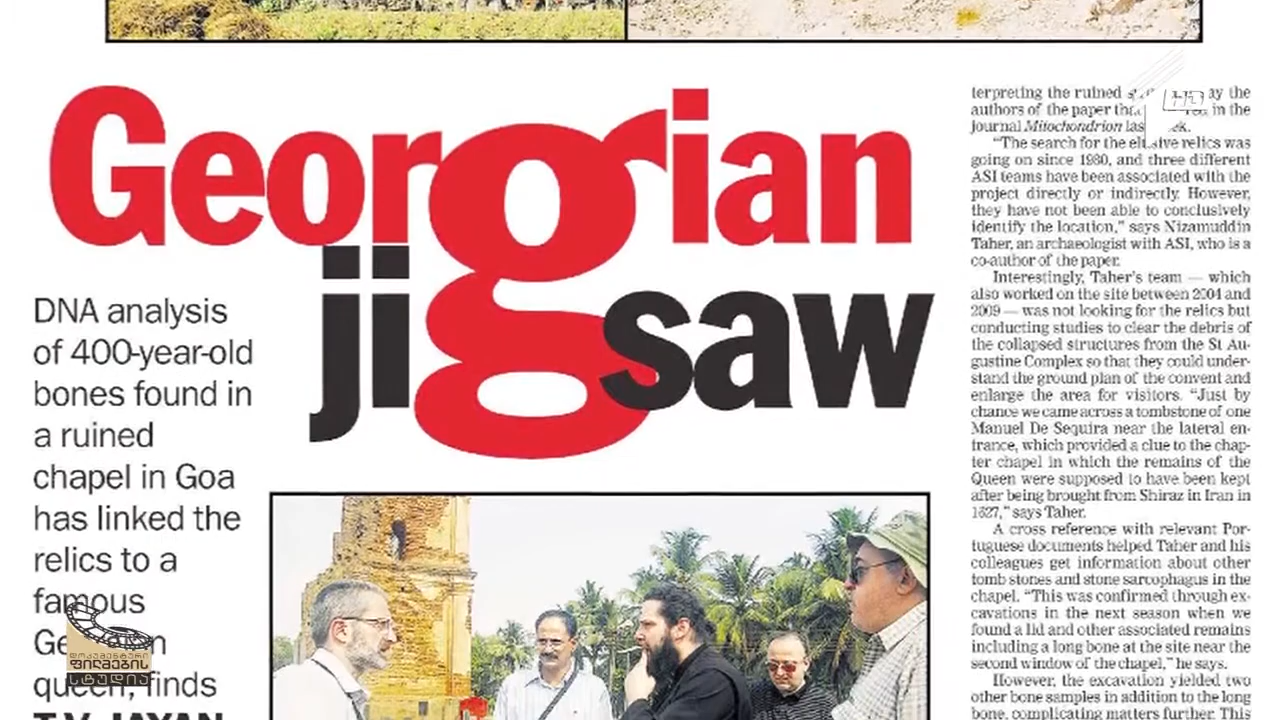 Georgian
jigsaw
DNA analysis
of 400-year-old
bones found in
a ruined
chapel in Goa
has linked the
relics to a
famous
queen, finds
T.V. JAYAN
terpreting the ruined say the
authors of the paper that in the
journal Mitochondrion last week.
“The search for the elusive relics was
going on since 1980, and three different
ASI teams have been associated with the
project directly or indirectly. However,
they have not been able to conclusively
identify the location,” says Nizamuddin
Taher, an archaeologist with ASI, who is a
co-author of the paper.
Interestingly, Taher’s team — which
also worked on the site between 2004 and
2009 — was not looking for the relics but
conducting studies to clear the debris of
the collapsed structures from the St Au-
gustine Complex so that they could under-
stand the ground plan of the convent and
enlarge the area for visitors. “Just by
chance we came across a tombstone of one
Manuel De Sequira near the lateral en-
trance, which provided a clue to the chap-
ter chapel in which the remains of the
Queen were supposed to have been kept
after being brought from Shiraz in Iran in
1627,” says Taher.
A cross reference with relevant Por-
tuguese documents helped Taher and his
colleagues get information about other
tomb stones and stone sarcophagus in the
chapel. “This was confirmed through ex-
cavations in the next season when we
found a lid and other associated remains
including a long bone at the site near the
second window of the chapel,” he says.
However, the excavation yielded two
other bone samples in addition to the long
bone, complicating matters further. This
HD
დოკუმენტური
ფილმების
სტუდია